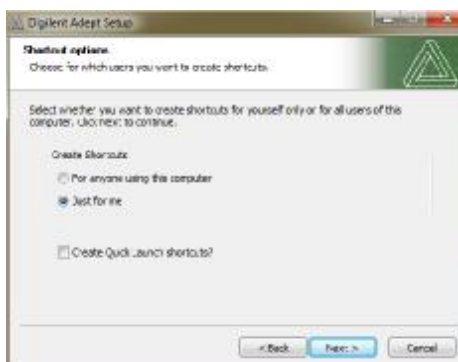 Digilent Adept Setup
Shortcut options
Choose for which users you want to create shortcuts.
Select whether you want to create shortcuts for yourself only or for all users of this
computer. Click next to continue.
Create Shortcuts
For anyone using this computer
Just for me
Create Quick Launch shortcuts?
< Back
Next >
Cancel